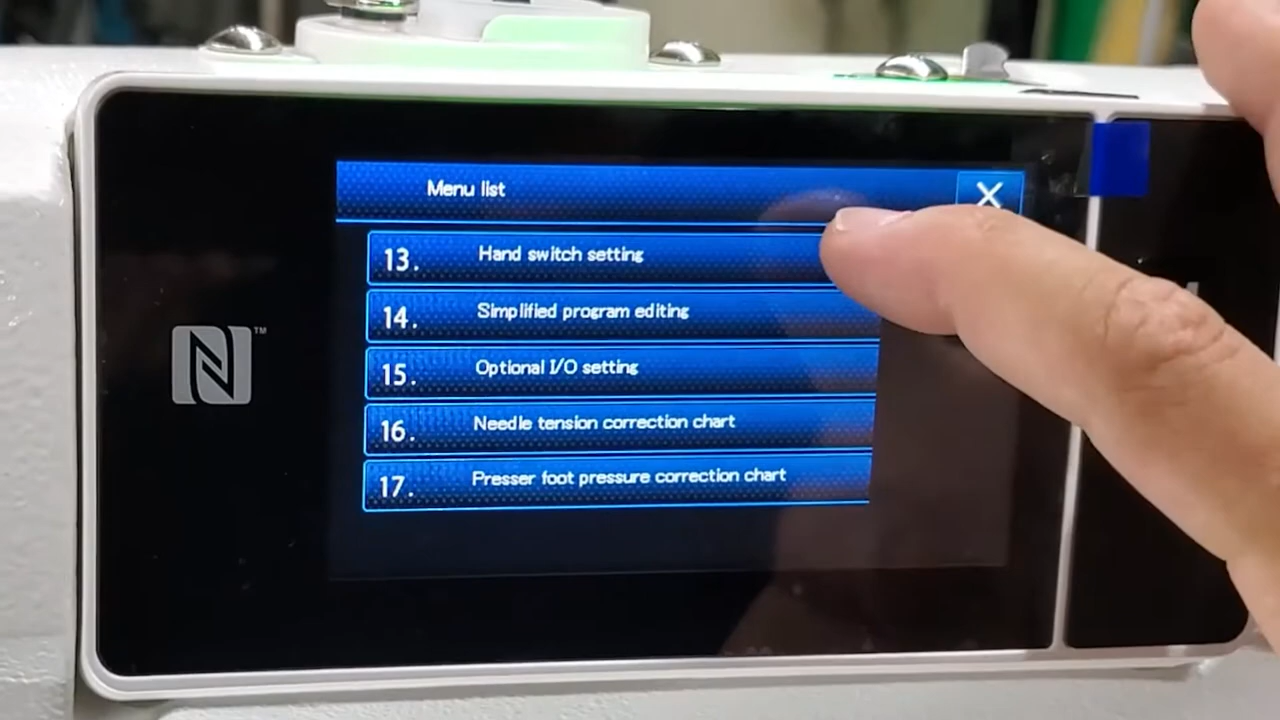 Menu list
13. Hand switch setting
14. Simplified program editing
15. Optional I/O setting
16. Needle tension correction chart
17. Presser foot pressure correction chart
N™